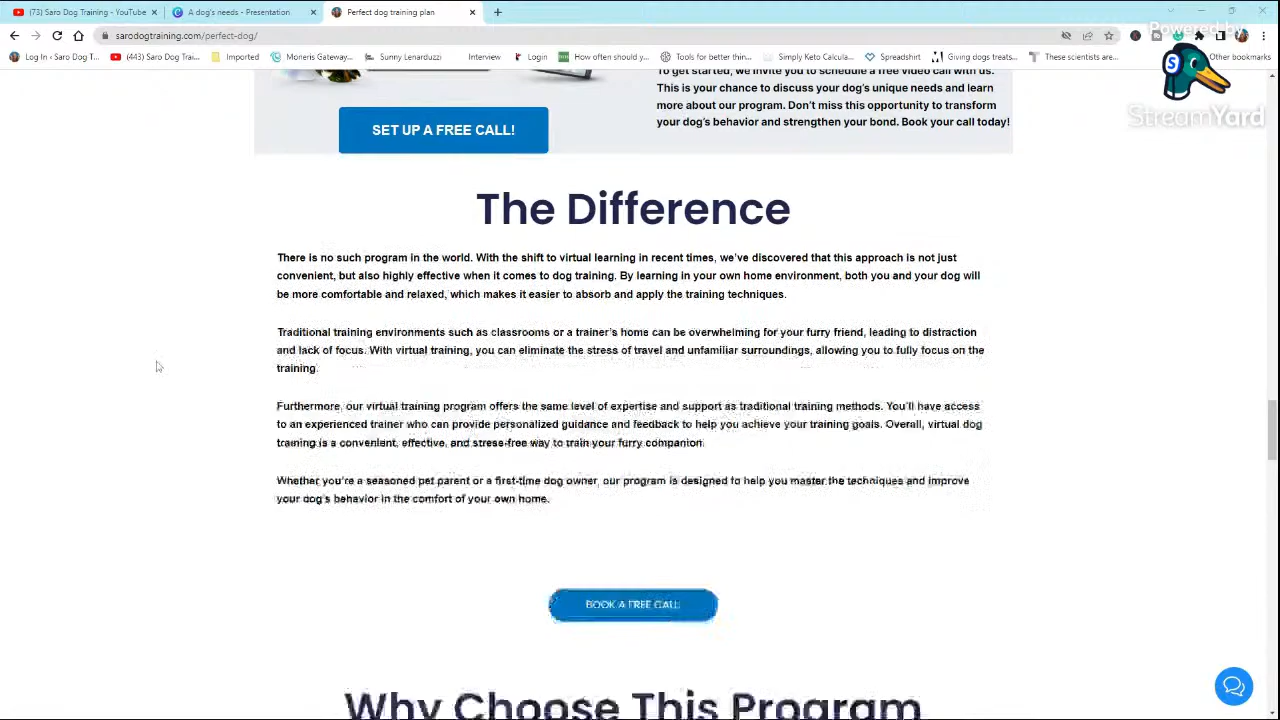 (73) Saro Dog Training - YouTube
A dog's needs - Presentation
Perfect dog training plan
sarodogtraining.com/perfect-dog/
Powered by
Log In ‹ Saro Dog T...
(443) Saro Dog Trai...
Imported
Moneris Gateway...
Sunny Lenarduzzi
Interview
Login
How often should y...
Tools for better thin...
Simply Keto Calcula...
Spreadshirt
Giving dogs treats...
These scientists are...
Other bookmarks
StreamYard
To get started, we invite you to schedule a free video call with us.
This is your chance to discuss your dog's unique needs and learn
more about our program. Don't miss this opportunity to transform
your dog's behavior and strengthen your bond. Book your call today!
SET UP A FREE CALL!
The Difference
There is no such program in the world. With the shift to virtual learning in recent times, we've discovered that this approach is not just
convenient, but also highly effective when it comes to dog training. By learning in your own home environment, both you and your dog will
be more comfortable and relaxed, which makes it easier to absorb and apply the training techniques.
Traditional training environments such as classrooms or a trainer's home can be overwhelming for your furry friend, leading to distraction
and lack of focus. With virtual training, you can eliminate the stress of travel and unfamiliar surroundings, allowing you to fully focus on the
training.
Furthermore, our virtual training program offers the same level of expertise and support as traditional training methods. You'll have access
to an experienced trainer who can provide personalized guidance and feedback to help you achieve your training goals. Overall, virtual dog
training is a convenient, effective, and stress-free way to train your furry companion.
Whether you're a seasoned pet parent or a first-time dog owner, our program is designed to help you master the techniques and improve
your dog's behavior in the comfort of your own home.
BOOK A FREE CALL
Why Choose This Program